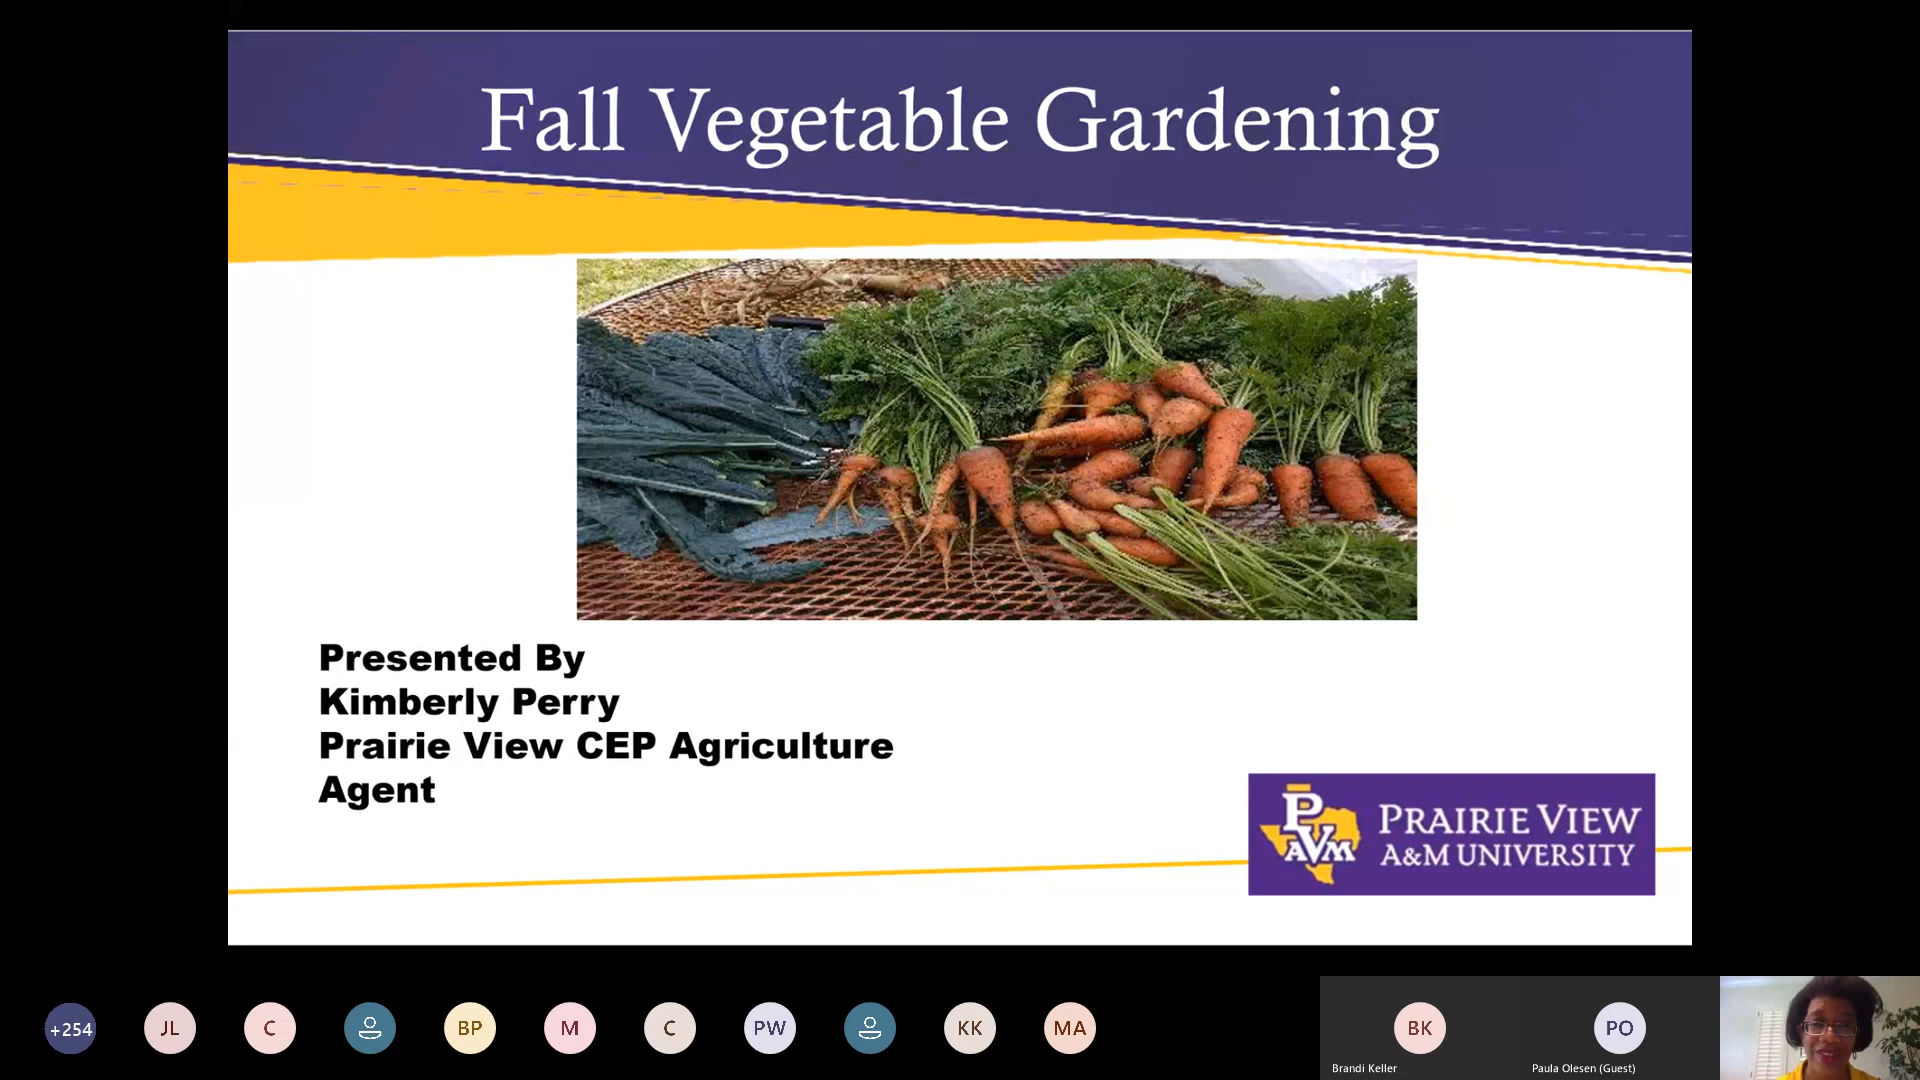 Fall Vegetable Gardening
Presented By
Kimberly Perry
Prairie View CEP Agriculture
Agent
PVAM
PRAIRIE VIEW
A&M UNIVERSITY
+254
JL
C
BP
M
C
PW
KK
MA
BK
PO
Brandi Keller
Paula Olesen (Guest)